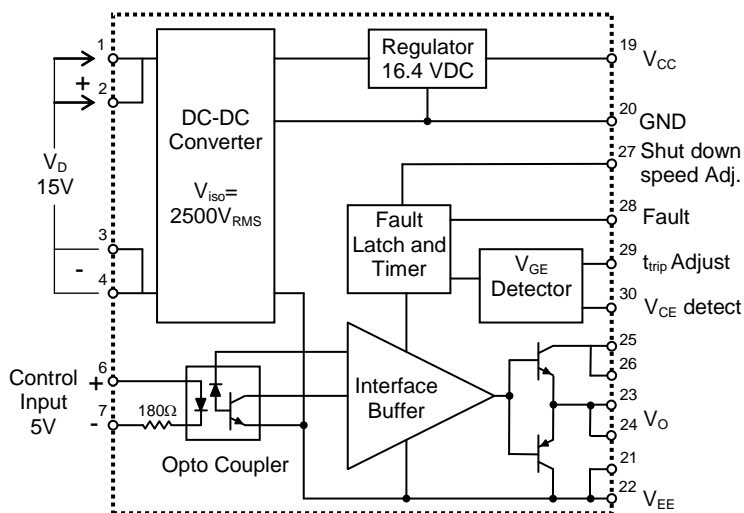 1
+
2
V_D
15V
3
-
4
DC-DC
Converter
V_iso=
2500V_RMS
Regulator
16.4 VDC
19 V_CC
20 GND
27 Shut down
speed Adj.
28 Fault
29 t_trip Adjust
30 V_CE detect
Fault
Latch and
Timer
V_GE
Detector
Control
Input
5V
6
+
7
-
180Ω
Opto Coupler
Interface
Buffer
25
26
23
24 V_O
21
22 V_EE